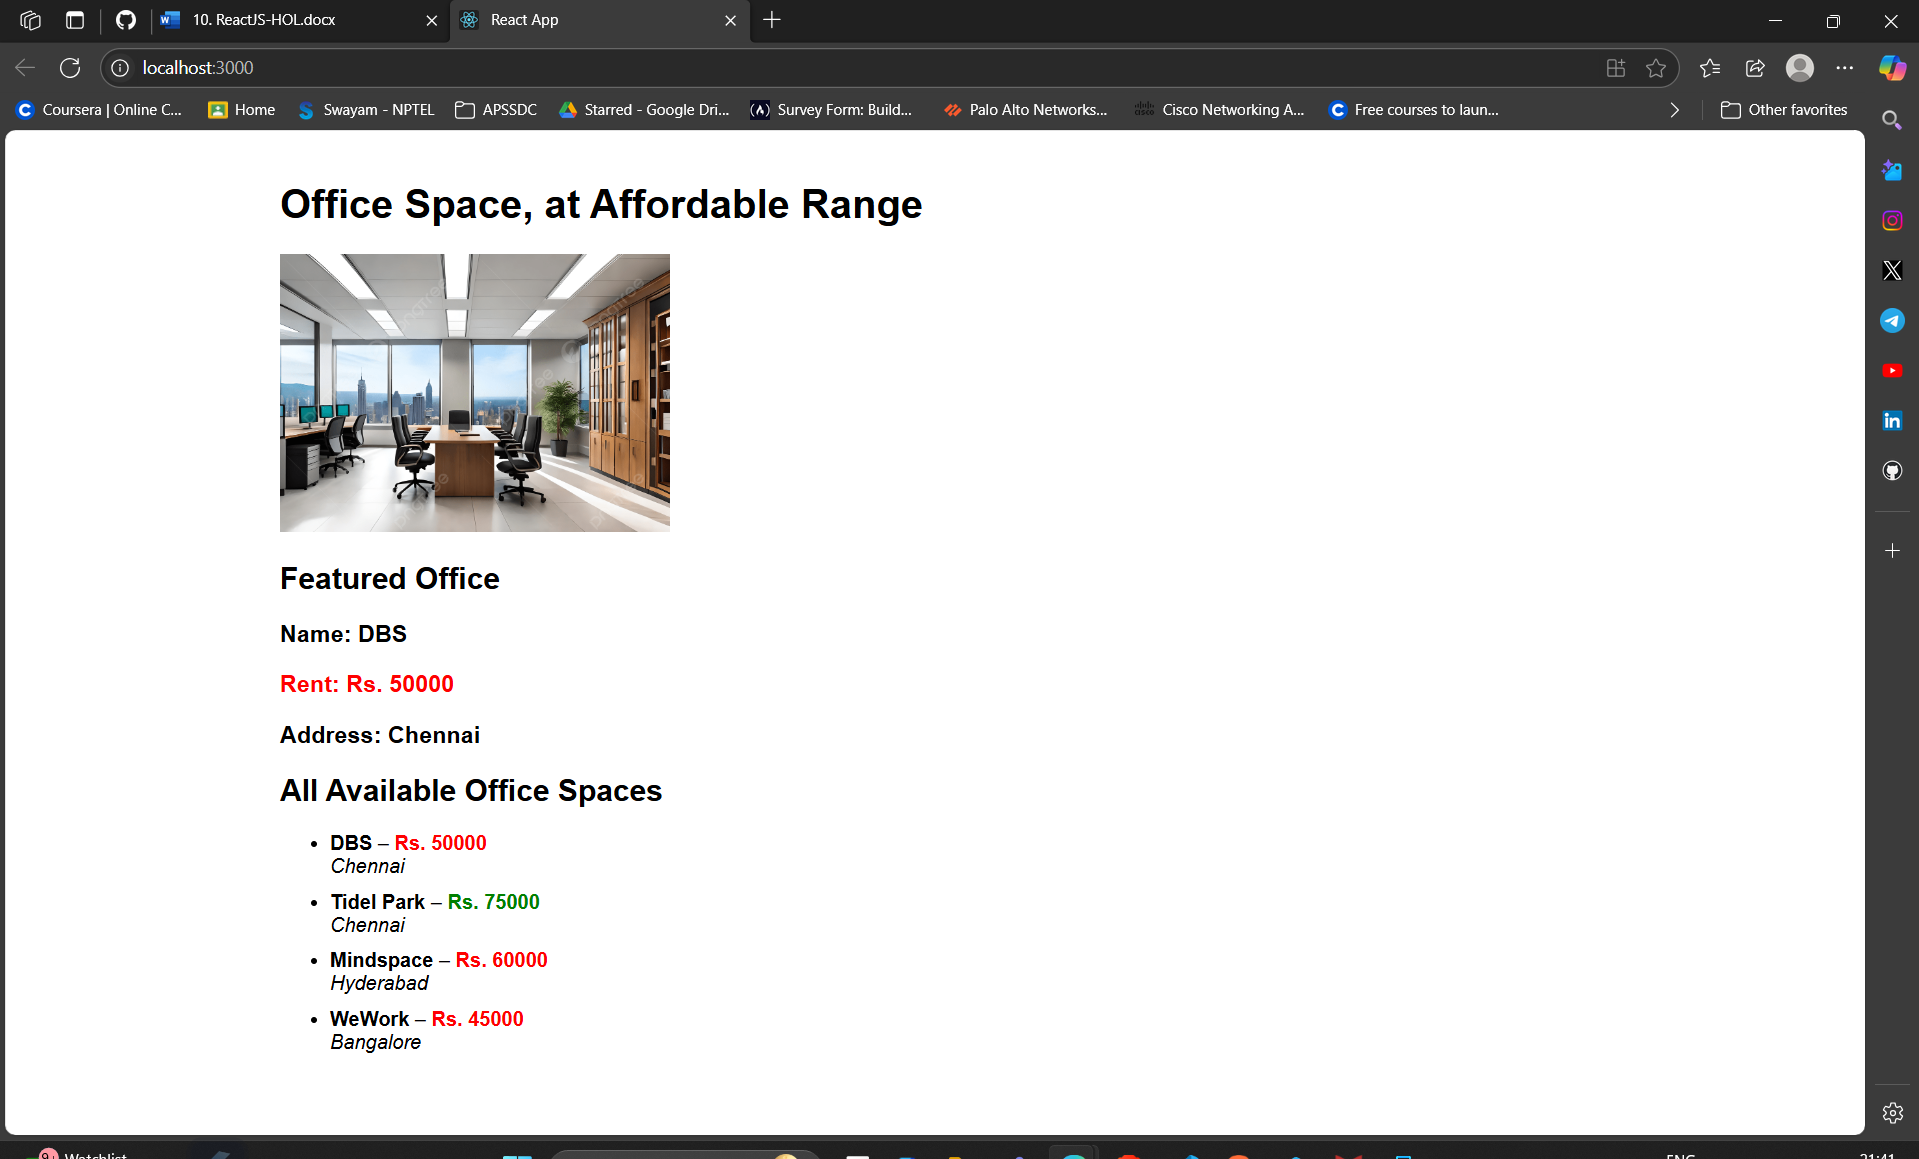 10. ReactJS-HOL.docx
React App
localhost:3000
Coursera | Online C...
Home
Swayam - NPTEL
APSSDC
Starred - Google Dri...
Survey Form: Build...
Palo Alto Networks...
Cisco Networking A...
Free courses to laun...
Other favorites
Office Space, at Affordable Range
Featured Office
Name: DBS
Rent: Rs. 50000
Address: Chennai
All Available Office Spaces
DBS – Rs. 50000
Chennai
Tidel Park – Rs. 75000
Chennai
Mindspace – Rs. 60000
Hyderabad
WeWork – Rs. 45000
Bangalore
9+
Watchlist
ENG
21:41